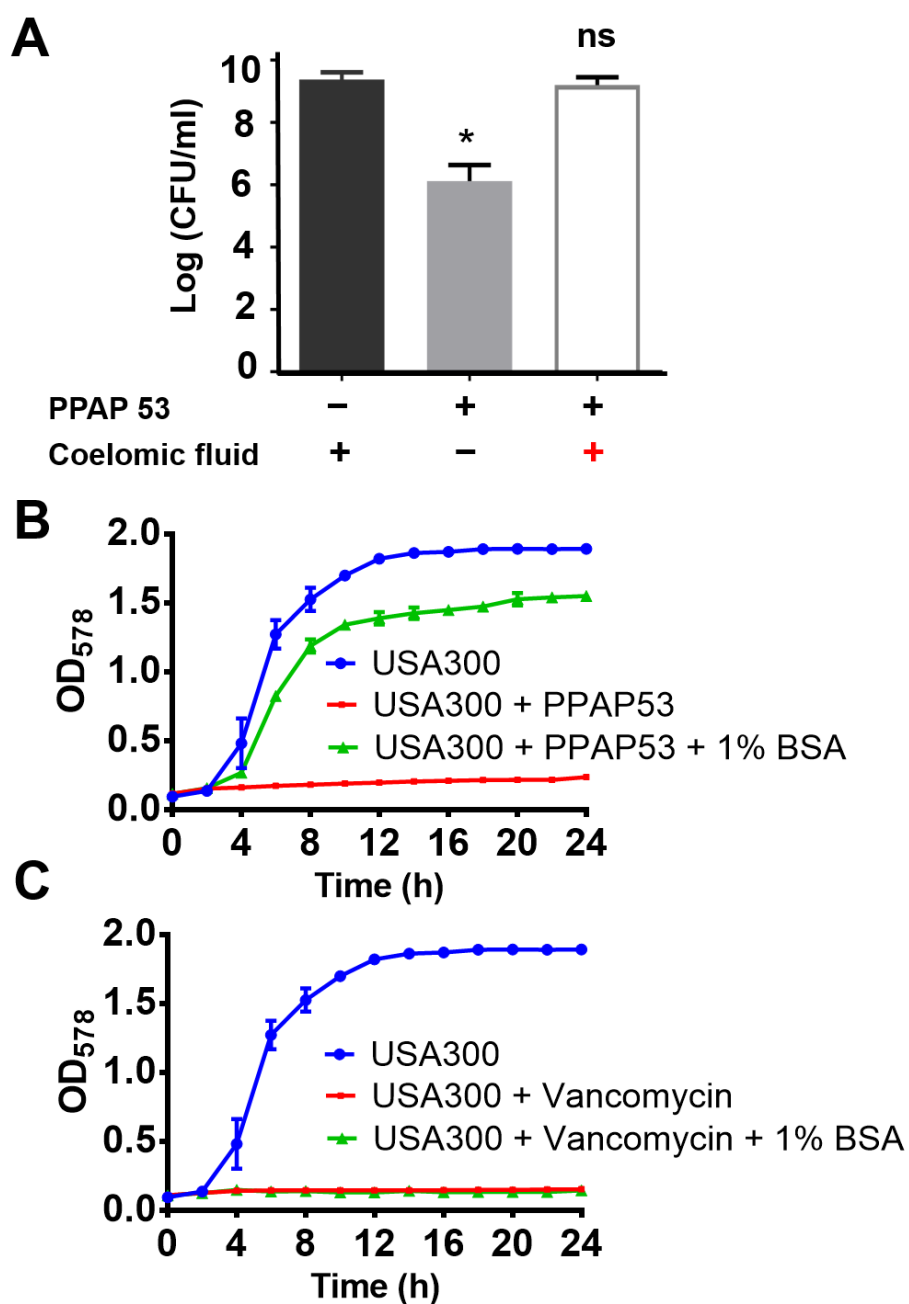 A
ns
*
Log (CFU/ml)
10
8
6
4
2
0
PPAP 53 – + +
Coelomic fluid + – +
B
OD578
2.0
1.5
1.0
0.5
0.0
USA300
USA300 + PPAP53
USA300 + PPAP53 + 1% BSA
0 4 8 12 16 20 24
Time (h)
C
OD578
2.0
1.5
1.0
0.5
0.0
USA300
USA300 + Vancomycin
USA300 + Vancomycin + 1% BSA
0 4 8 12 16 20 24
Time (h)